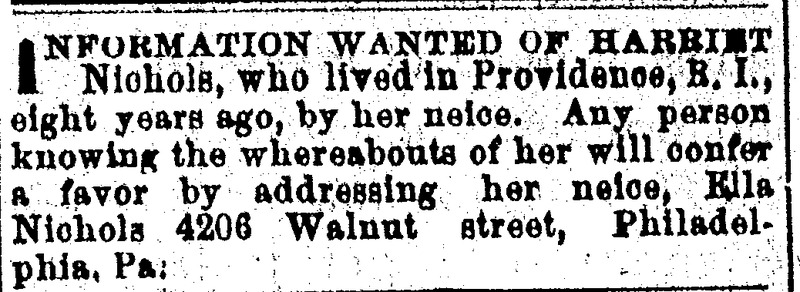 INFORMATION WANTED OF HARRIET
Nichols, who lived in Providence, R. I.,
eight years ago, by her neice. Any person
knowing the whereabouts of her will confer
a favor by addressing her neice, Ella
Nichols 4206 Walnut street, Philadel-
phia, Pa: